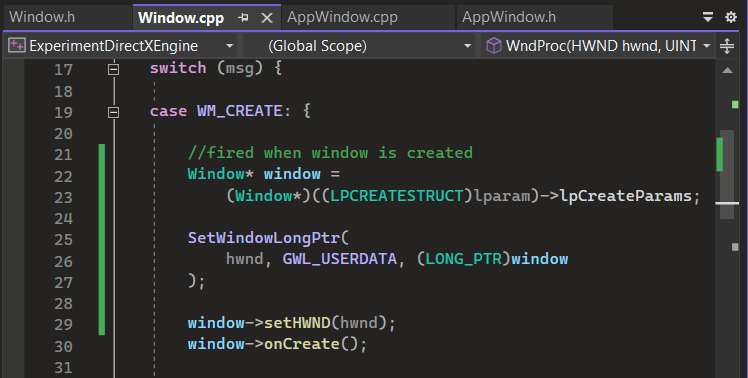 Window.h Window.cpp AppWindow.cpp AppWindow.h
ExperimentDirectXEngine (Global Scope) WndProc(HWND hwnd, UINT
17 switch (msg) {
18
19 case WM_CREATE: {
20
21 //fired when window is created
22 Window* window =
23 (Window*)((LPCREATESTRUCT)lparam)->lpCreateParams;
24
25 SetWindowLongPtr(
26 hwnd, GWL_USERDATA, (LONG_PTR)window
27 );
28
29 window->setHWND(hwnd);
30 window->onCreate();
31